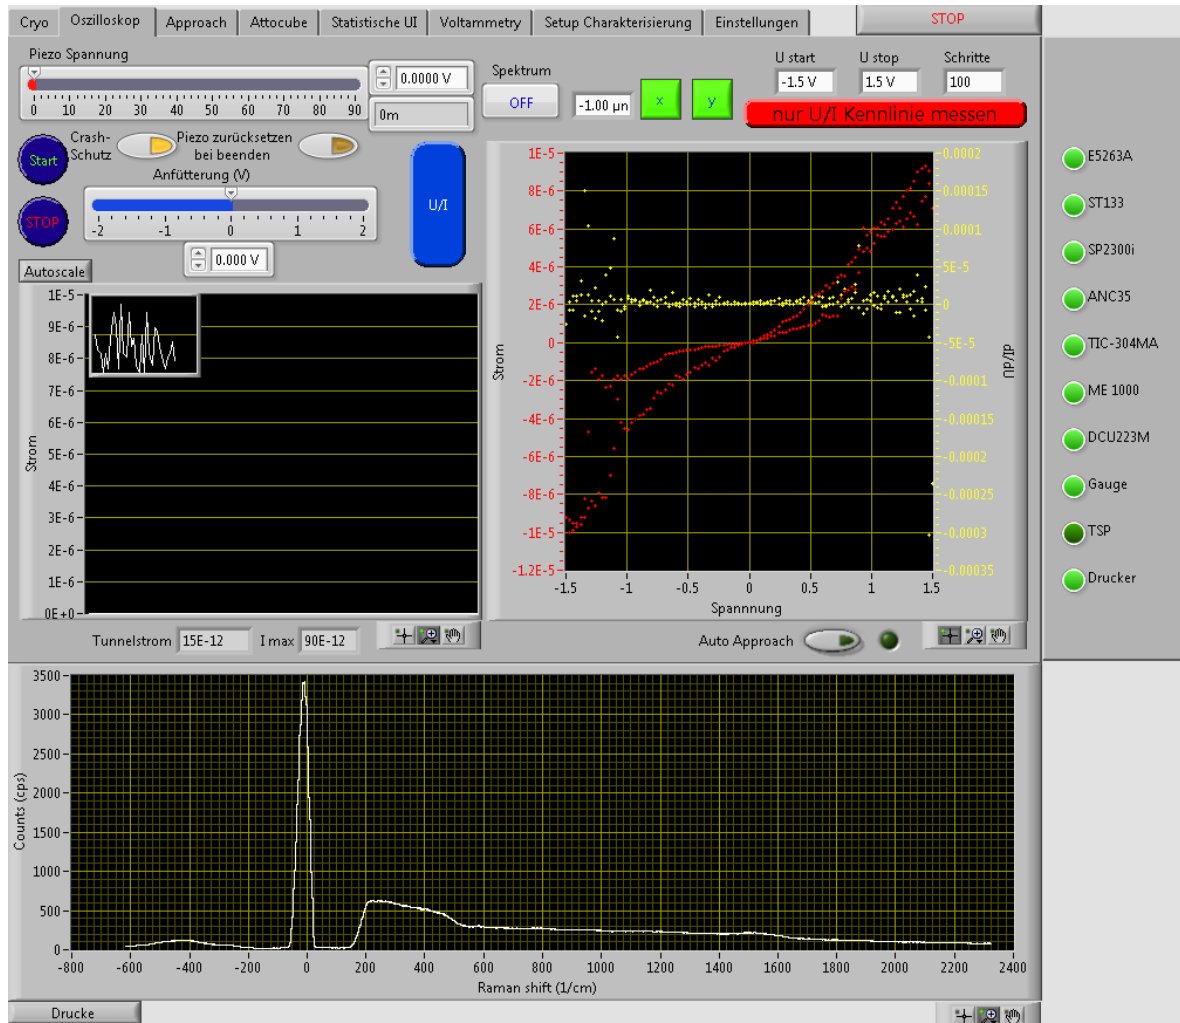 Cryo Oszilloskop Approach Attocube Statistische UI Voltammetry Setup Charakterisierung Einstellungen STOP
Piezo Spannung
0 10 20 30 40 50 60 70 80 90
0.0000 V
0m
Spektrum
OFF
-1.00 µn
x y
U start U stop Schritte
-1.5 V 1.5 V 100
nur U/I Kennlinie messen
Start
Crash-
Schutz
Piezo zurücksetzen
bei beenden
STOP
Anfütterung (V)
-2 -1 0 1 2
0.000 V
U/I
Autoscale
Strom
1E-5
9E-6
8E-6
7E-6
6E-6
5E-6
4E-6
3E-6
2E-6
1E-6
0E+0
Tunnelstrom 15E-12 I max 90E-12
Strom
1E-5
8E-6
6E-6
4E-6
2E-6
0
-2E-6
-4E-6
-6E-6
-8E-6
-1E-5
-1.2E-5
0.0002
0.00015
0.0001
5E-5
0
-5E-5
-0.0001
-0.00015
-0.0002
-0.00025
-0.0003
-0.00035
dI/dU
-1.5 -1 -0.5 0 0.5 1 1.5
Spannnung
Auto Approach
E5263A
ST133
SP2300i
ANC35
TIC-304MA
ME 1000
DCU223M
Gauge
TSP
Drucker
Counts (cps)
3500
3000
2500
2000
1500
1000
500
0
-800 -600 -400 -200 0 200 400 600 800 1000 1200 1400 1600 1800 2000 2200 2400
Raman shift (1/cm)
Drucke